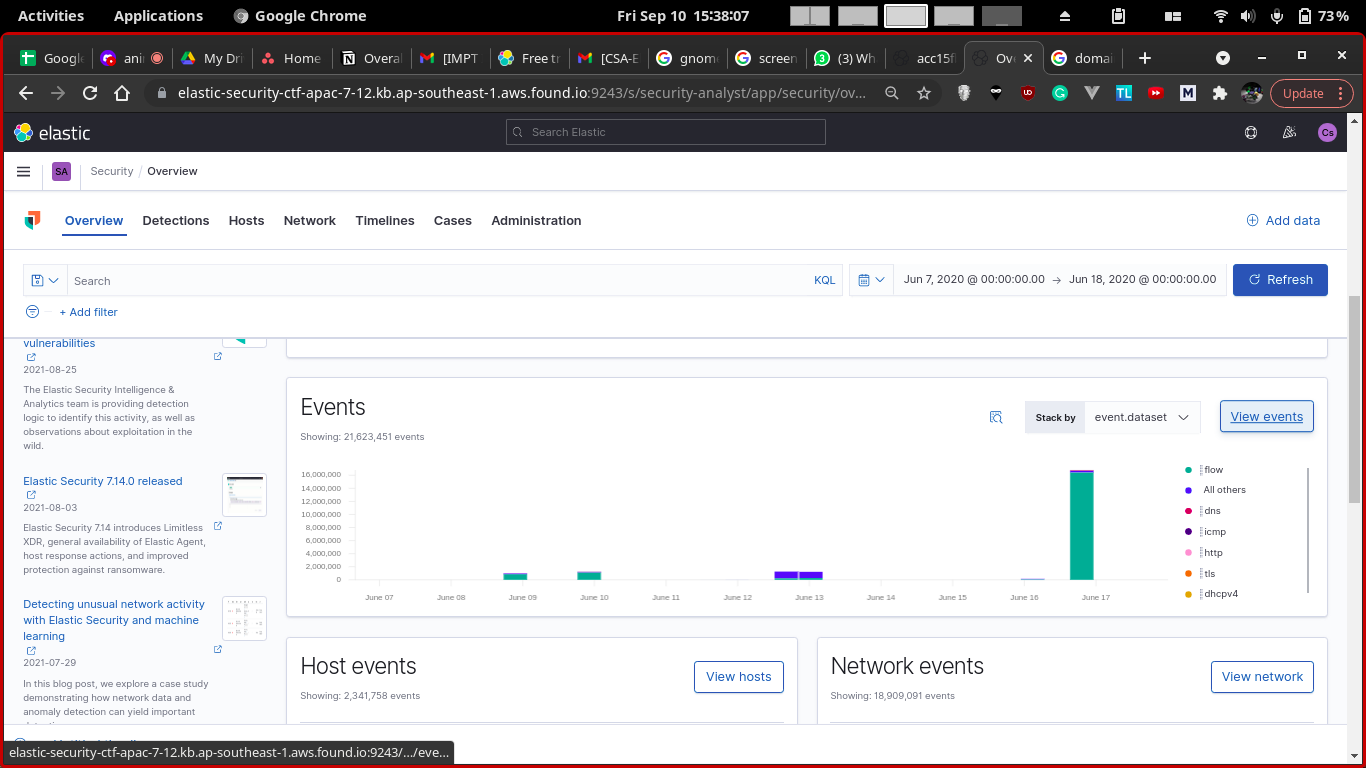 Activities Applications Google Chrome Fri Sep 10 15:38:07 73%
Google ani My Dri Home Overal [IMPT Free tr [CSA-E gnome screen (3) Wh acc15f Ove domai
elastic-security-ctf-apac-7-12.kb.ap-southeast-1.aws.found.io:9243/s/security-analyst/app/security/ov... Update
elastic Search Elastic Cs
SA Security / Overview
Overview Detections Hosts Network Timelines Cases Administration Add data
Search KQL Jun 7, 2020 @ 00:00:00.00 → Jun 18, 2020 @ 00:00:00.00 Refresh
+ Add filter
vulnerabilities
2021-08-25
The Elastic Security Intelligence &
Analytics team is providing detection
logic to identify this activity, as well as
observations about exploitation in the
wild.
Elastic Security 7.14.0 released
2021-08-03
Elastic Security 7.14 introduces Limitless
XDR, general availability of Elastic Agent,
host response actions, and improved
protection against ransomware.
Detecting unusual network activity
with Elastic Security and machine
learning
2021-07-29
In this blog post, we explore a case study
demonstrating how network data and
anomaly detection can yield important
Events
Showing: 21,623,451 events
Stack by event.dataset View events
16,000,000
14,000,000
12,000,000
10,000,000
8,000,000
6,000,000
4,000,000
2,000,000
0
June 07 June 08 June 09 June 10 June 11 June 12 June 13 June 14 June 15 June 16 June 17
flow
All others
dns
icmp
http
tls
dhcpv4
Host events
Showing: 2,341,758 events
View hosts
Network events
Showing: 18,909,091 events
View network
elastic-security-ctf-apac-7-12.kb.ap-southeast-1.aws.found.io:9243/.../eve...